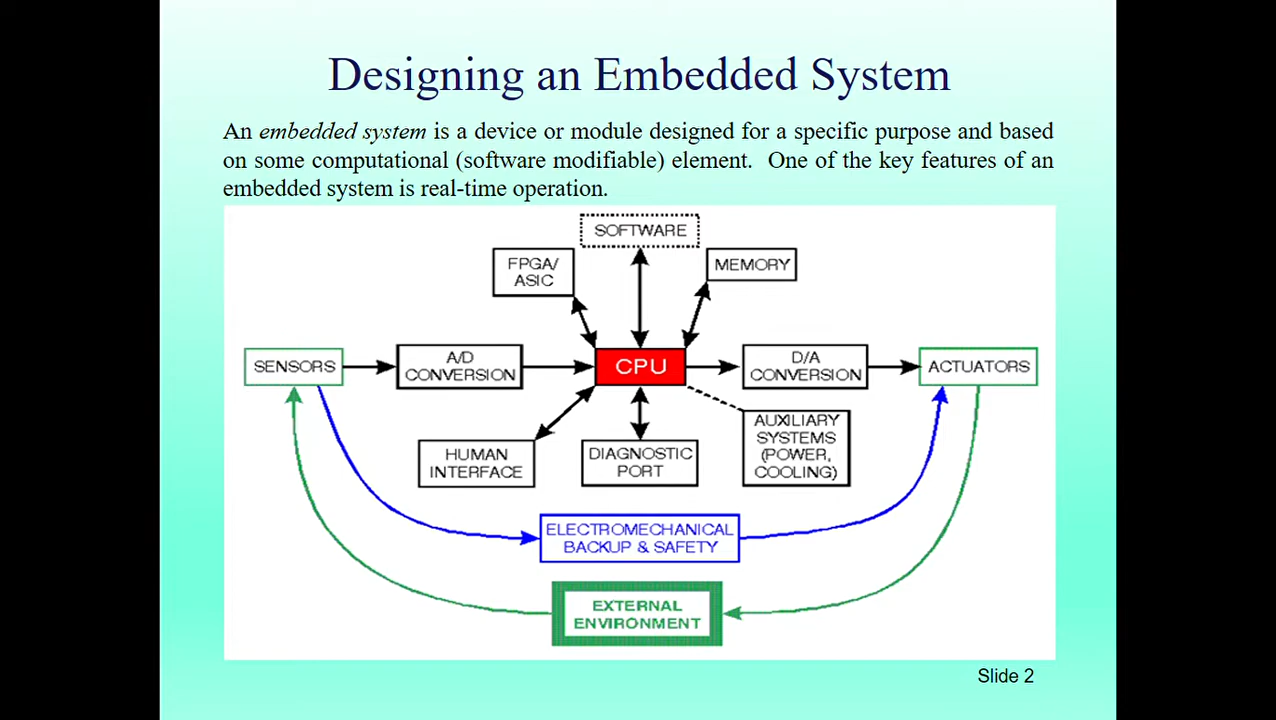 Designing an Embedded System
An embedded system is a device or module designed for a specific purpose and based
on some computational (software modifiable) element. One of the key features of an
embedded system is real-time operation.
SOFTWARE
FPGA/
ASIC
MEMORY
SENSORS
A/D
CONVERSION
CPU
D/A
CONVERSION
ACTUATORS
HUMAN
INTERFACE
DIAGNOSTIC
PORT
AUXILIARY
SYSTEMS
(POWER,
COOLING)
ELECTROMECHANICAL
BACKUP & SAFETY
EXTERNAL
ENVIRONMENT
Slide 2